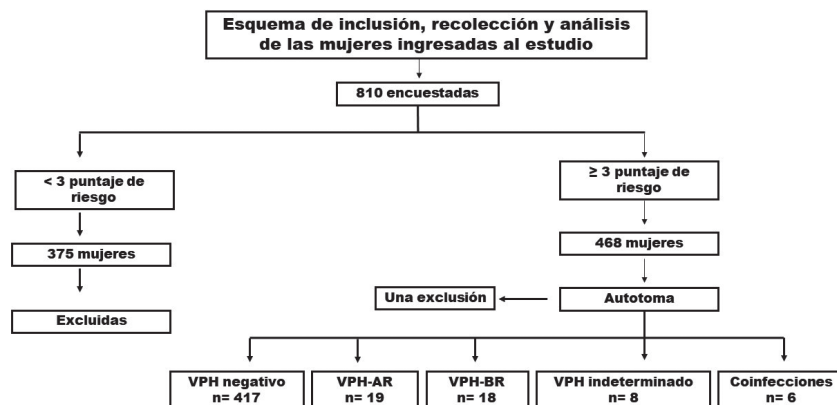 Esquema de inclusión, recolección y análisis
de las mujeres ingresadas al estudio
810 encuestadas
< 3 puntaje de
riesgo
≥ 3 puntaje de
riesgo
375 mujeres
468 mujeres
Excluidas
Una exclusión
Autotoma
VPH negativo
n= 417
VPH-AR
n= 19
VPH-BR
n= 18
VPH indeterminado
n= 8
Coinfecciones
n= 6